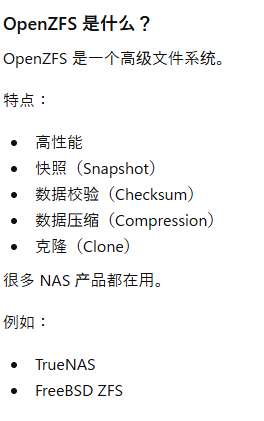 OpenZFS 是什么？
OpenZFS 是一个高级文件系统。
特点：
• 高性能
• 快照（Snapshot）
• 数据校验（Checksum）
• 数据压缩（Compression）
• 克隆（Clone）
很多 NAS 产品都在用。
例如：
• TrueNAS
• FreeBSD ZFS